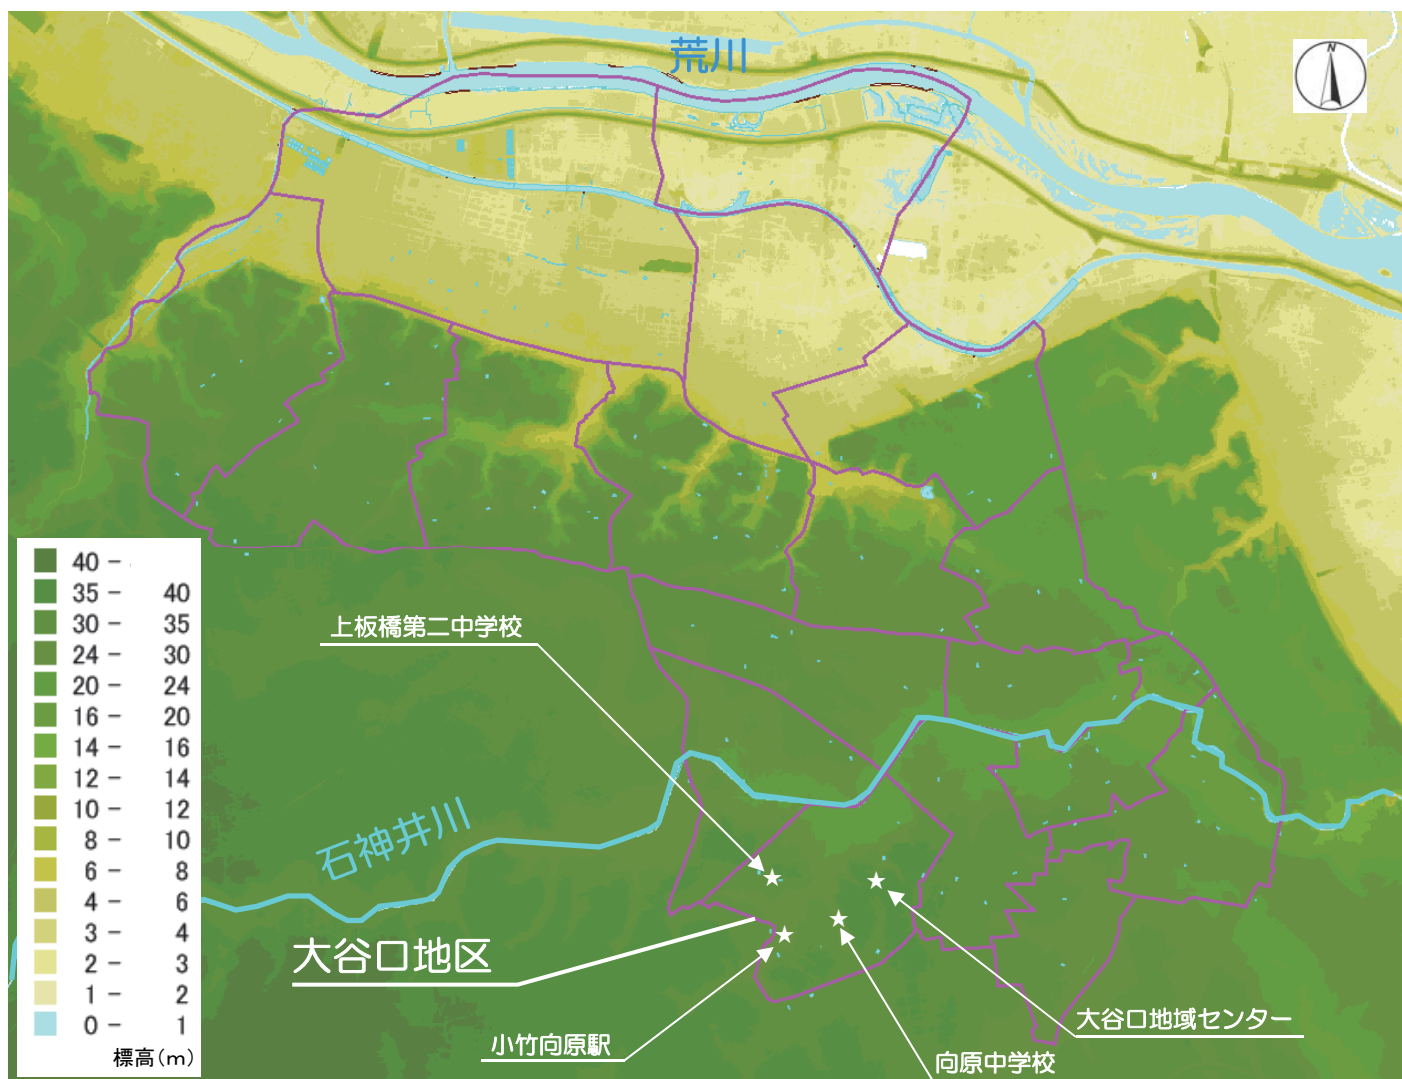 荒川
N
上板橋第二中学校
石神井川
大谷口地区
小竹向原駅
向原中学校
大谷口地域センター
40 -
35 - 40
30 - 35
24 - 30
20 - 24
16 - 20
14 - 16
12 - 14
10 - 12
8 - 10
6 - 8
4 - 6
3 - 4
2 - 3
1 - 2
0 - 1
標高(m)